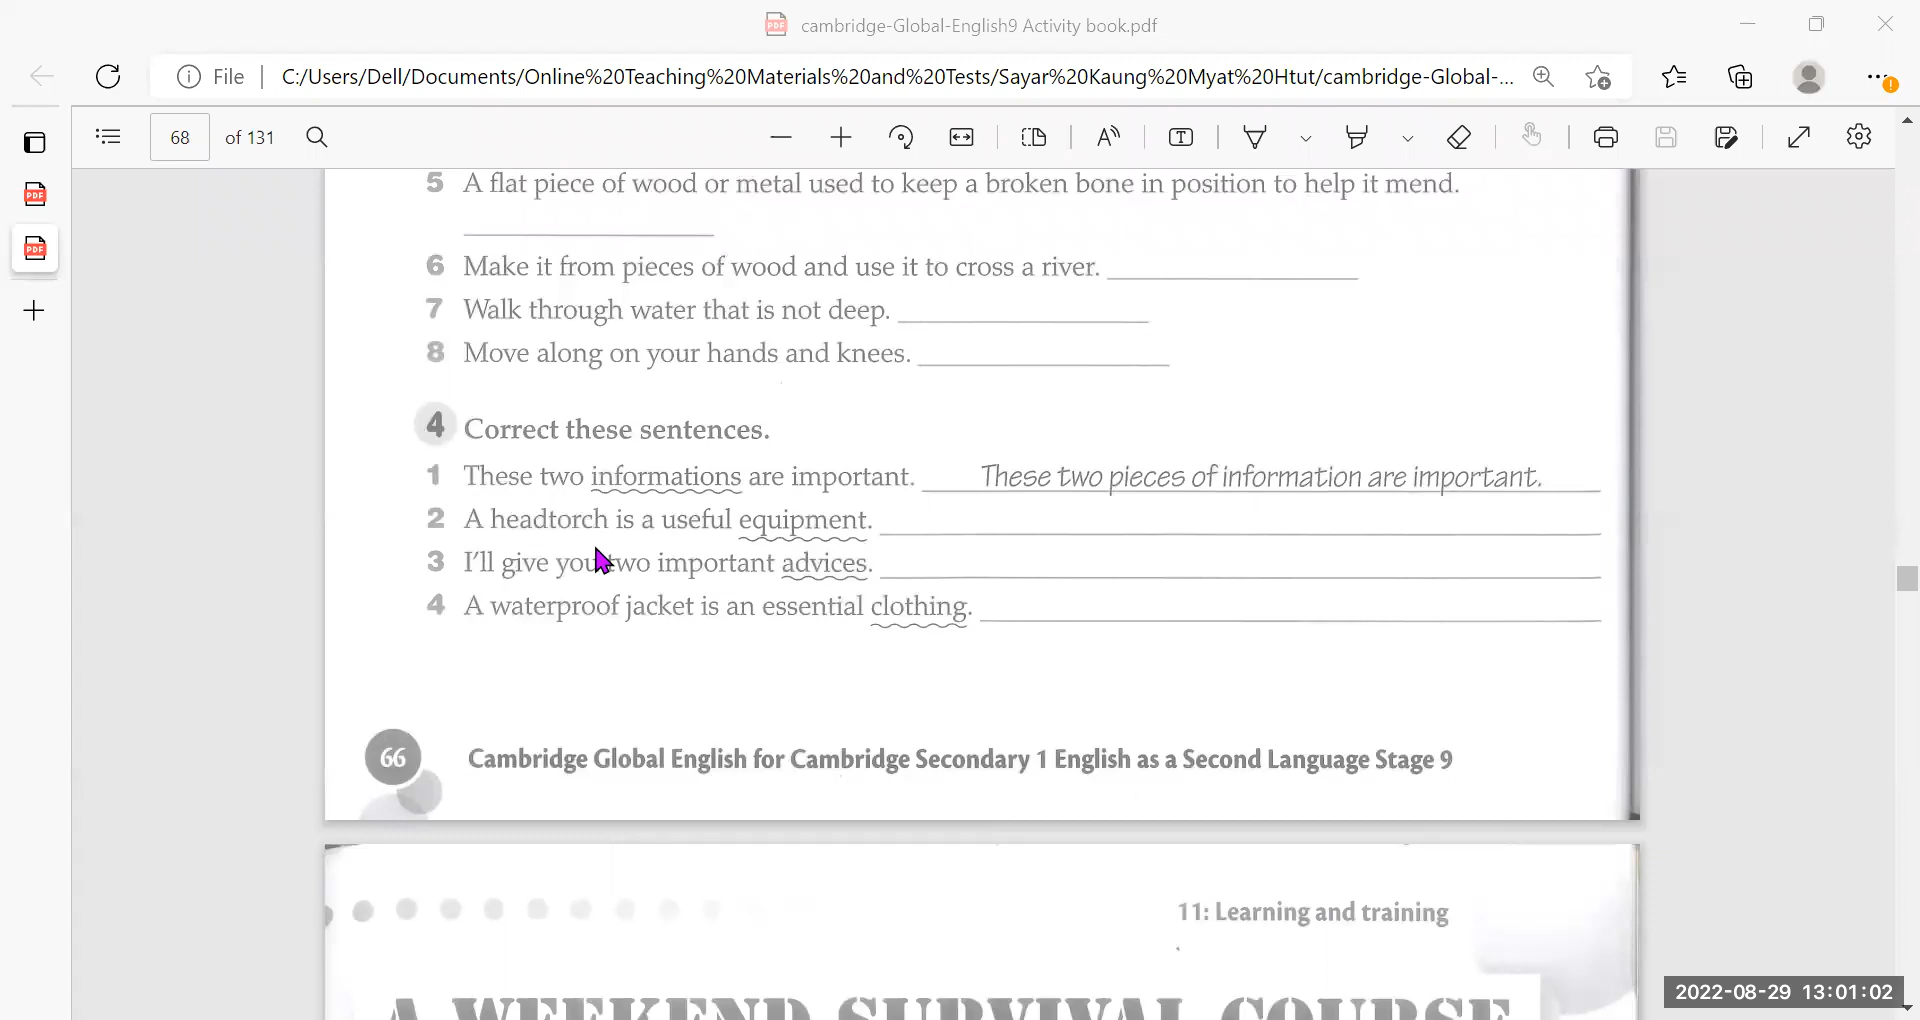 cambridge-Global-English9 Activity book.pdf
File
C:/Users/Dell/Documents/Online%20Teaching%20Materials%20and%20Tests/Sayar%20Kaung%20Myat%20Htut/cambridge-Global-...
68 of 131
5 A flat piece of wood or metal used to keep a broken bone in position to help it mend.
6 Make it from pieces of wood and use it to cross a river.
7 Walk through water that is not deep.
8 Move along on your hands and knees.
4 Correct these sentences.
1 These two informations are important. These two pieces of information are important.
2 A headtorch is a useful equipment.
3 I'll give you two important advices.
4 A waterproof jacket is an essential clothing.
66 Cambridge Global English for Cambridge Secondary 1 English as a Second Language Stage 9
11: Learning and training
A WEEKEND SURVIVAL COURSE
2022-08-29 13:01:02